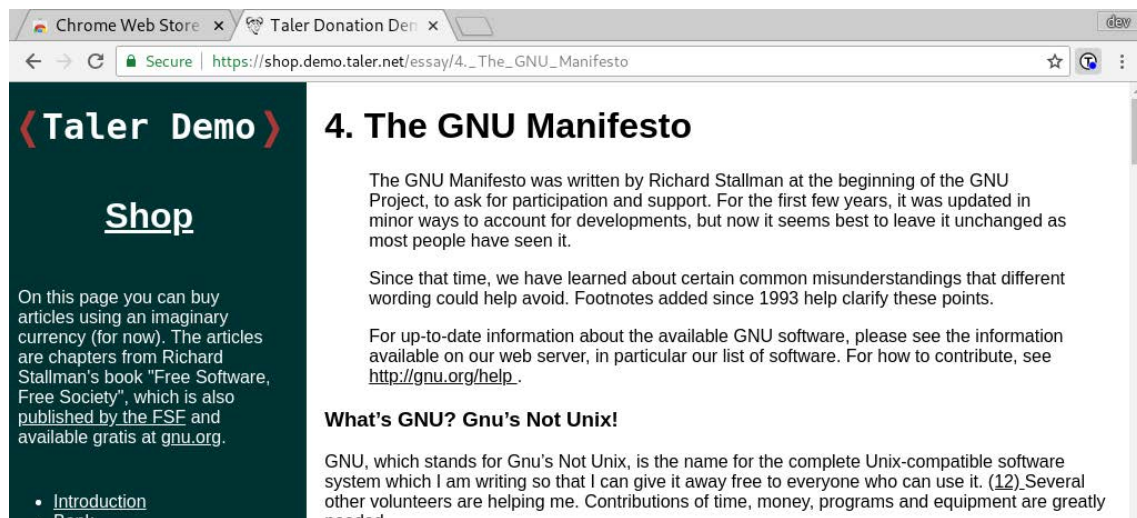 Chrome Web Store
Taler Donation Den
dev
Secure
https://shop.demo.taler.net/essay/4._The_GNU_Manifesto
❬Taler Demo❭
Shop
On this page you can buy
articles using an imaginary
currency (for now). The articles
are chapters from Richard
Stallman's book "Free Software,
Free Society", which is also
published by the FSF and
available gratis at gnu.org.
• Introduction
4. The GNU Manifesto
The GNU Manifesto was written by Richard Stallman at the beginning of the GNU
Project, to ask for participation and support. For the first few years, it was updated in
minor ways to account for developments, but now it seems best to leave it unchanged as
most people have seen it.
Since that time, we have learned about certain common misunderstandings that different
wording could help avoid. Footnotes added since 1993 help clarify these points.
For up-to-date information about the available GNU software, please see the information
available on our web server, in particular our list of software. For how to contribute, see
http://gnu.org/help .
What’s GNU? Gnu’s Not Unix!
GNU, which stands for Gnu’s Not Unix, is the name for the complete Unix-compatible software
system which I am writing so that I can give it away free to everyone who can use it. (12) Several
other volunteers are helping me. Contributions of time, money, programs and equipment are greatly